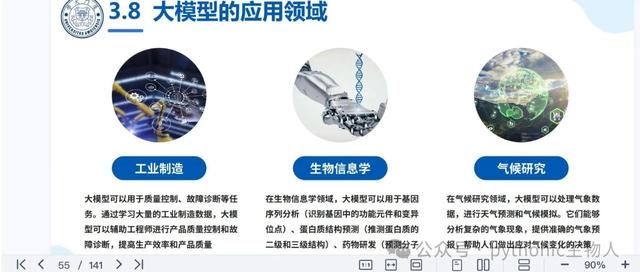 3.8 大模型的应用领域
工业制造
生物信息学
气候研究
大模型可以用于质量控制、故障诊断等任
务。通过学习大量的工业制造数据，大模
型可以辅助工程师进行产品质量控制和故
障诊断，提高生产效率和产品质量
在生物信息学领域，大模型可以用于基因
序列分析（识别基因中的功能元件和变异
位点）、蛋白质结构预测（推测蛋白质的
二级和三级结构）、药物研发（预测分子
在气候研究领域，大模型可以处理气象数
据，进行天气预测和气候模拟。它们能够
分析复杂的气象现象，提供准确的气象预
报，帮助人们做出应对气候变化的决策
公众号 · pythonic生物人
55 / 141
1:1
90%